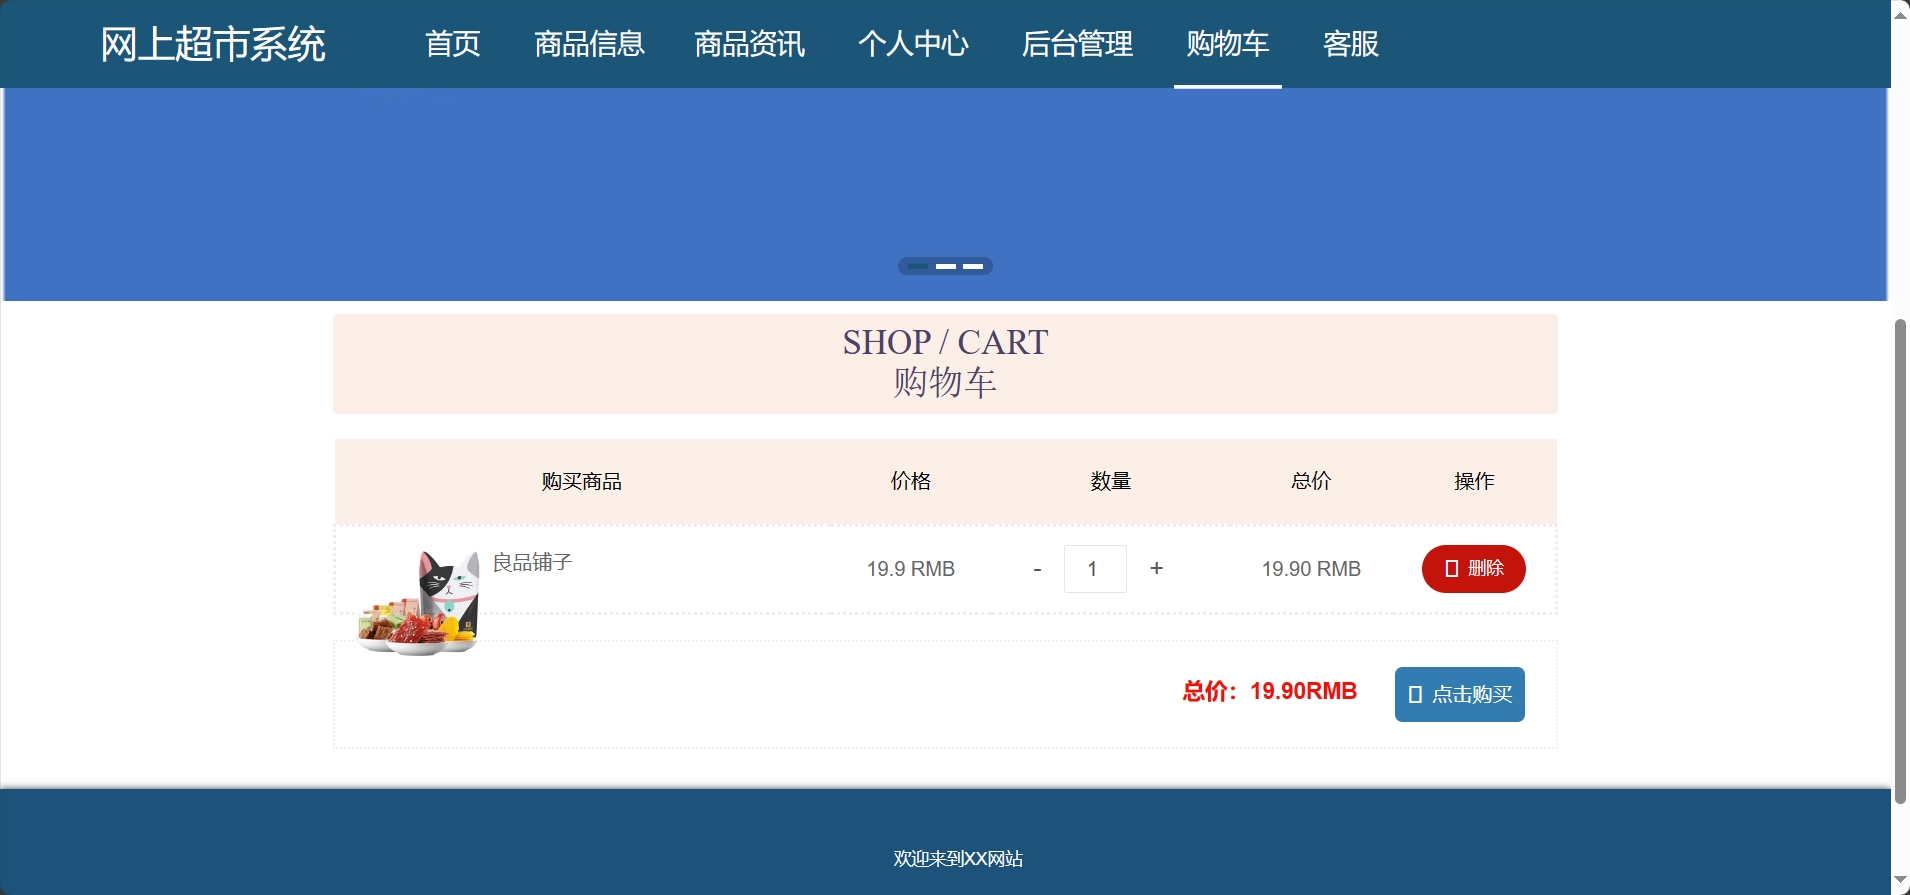 网上超市系统 首页 商品信息 商品资讯 个人中心 后台管理 购物车 客服
SHOP / CART
购物车
购买商品 价格 数量 总价 操作
良品铺子 19.9 RMB - 1 + 19.90 RMB 删除
总价：19.90RMB 点击购买
欢迎来到XX网站